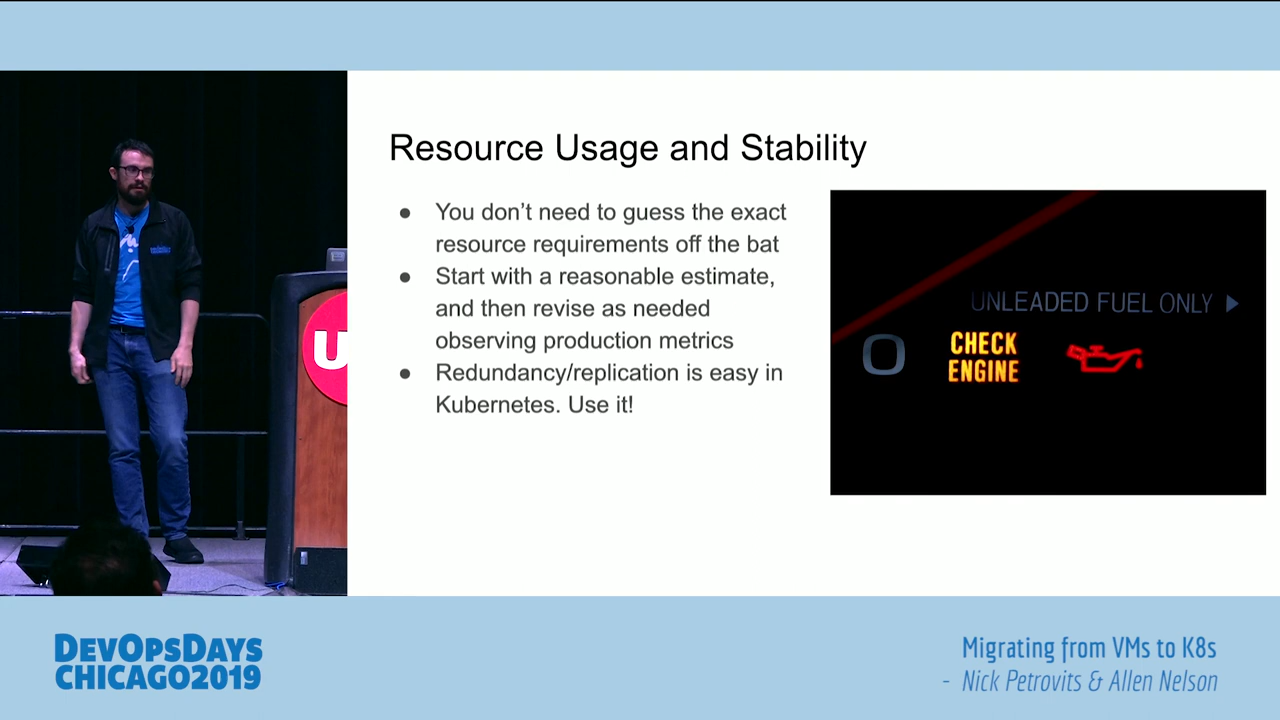 Resource Usage and Stability
● You don’t need to guess the exact
resource requirements off the bat
● Start with a reasonable estimate,
and then revise as needed
observing production metrics
● Redundancy/replication is easy in
Kubernetes. Use it!
UNLEADED FUEL ONLY
CHECK
ENGINE
U
DEVOPSDAYS
CHICAGO2019
Migrating from VMs to K8s
- Nick Petrovits & Allen Nelson